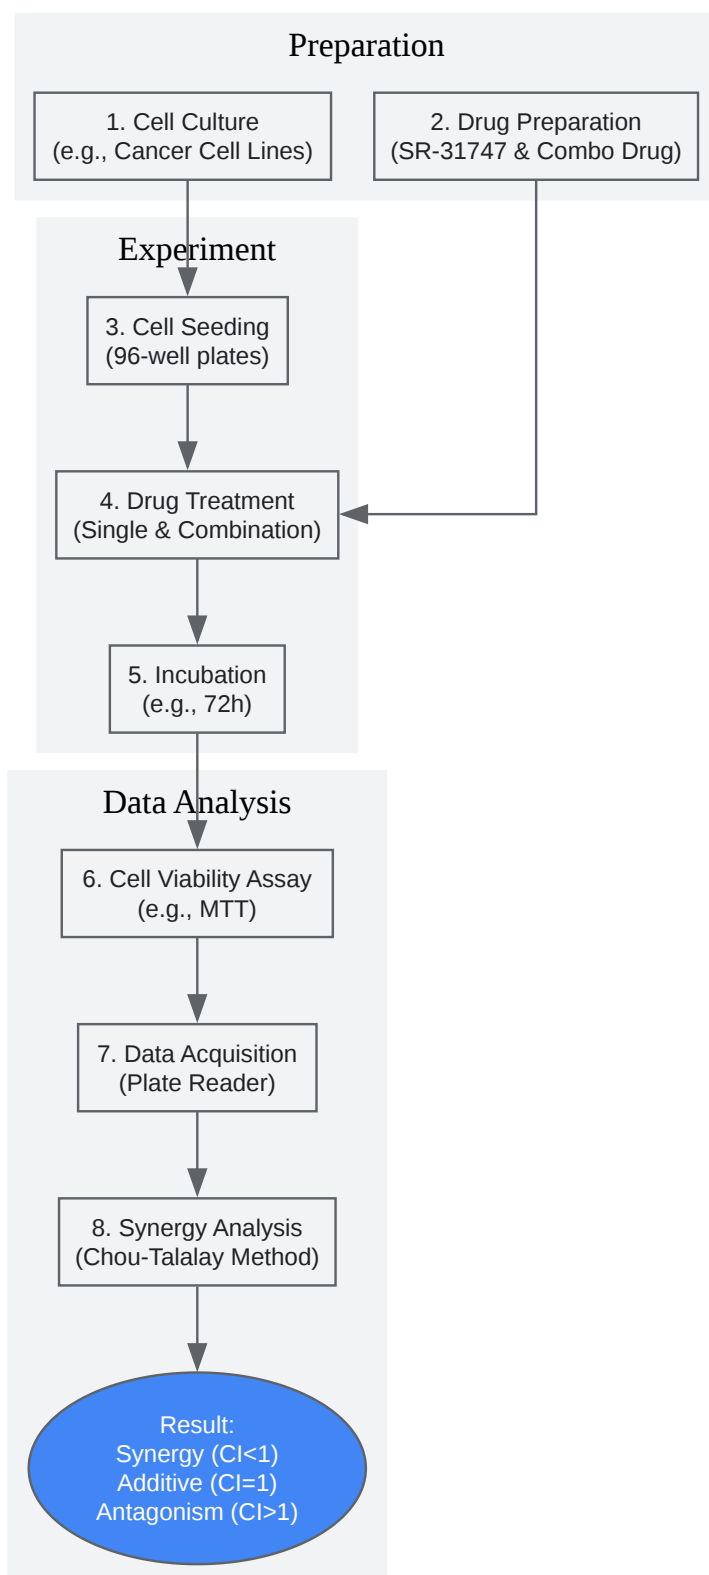 Preparation
1. Cell Culture
(e.g., Cancer Cell Lines)
2. Drug Preparation
(SR-31747 & Combo Drug)
Experiment
3. Cell Seeding
(96-well plates)
4. Drug Treatment
(Single & Combination)
5. Incubation
(e.g., 72h)
Data Analysis
6. Cell Viability Assay
(e.g., MTT)
7. Data Acquisition
(Plate Reader)
8. Synergy Analysis
(Chou-Talalay Method)
Result:
Synergy (CI<1)
Additive (CI=1)
Antagonism (CI>1)